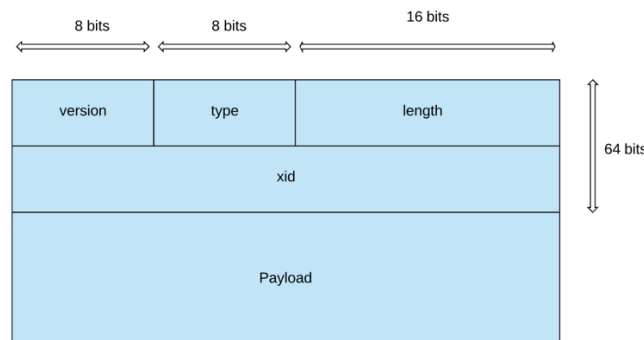 8 bits 8 bits 16 bits
version type length
64 bits
xid
Payload